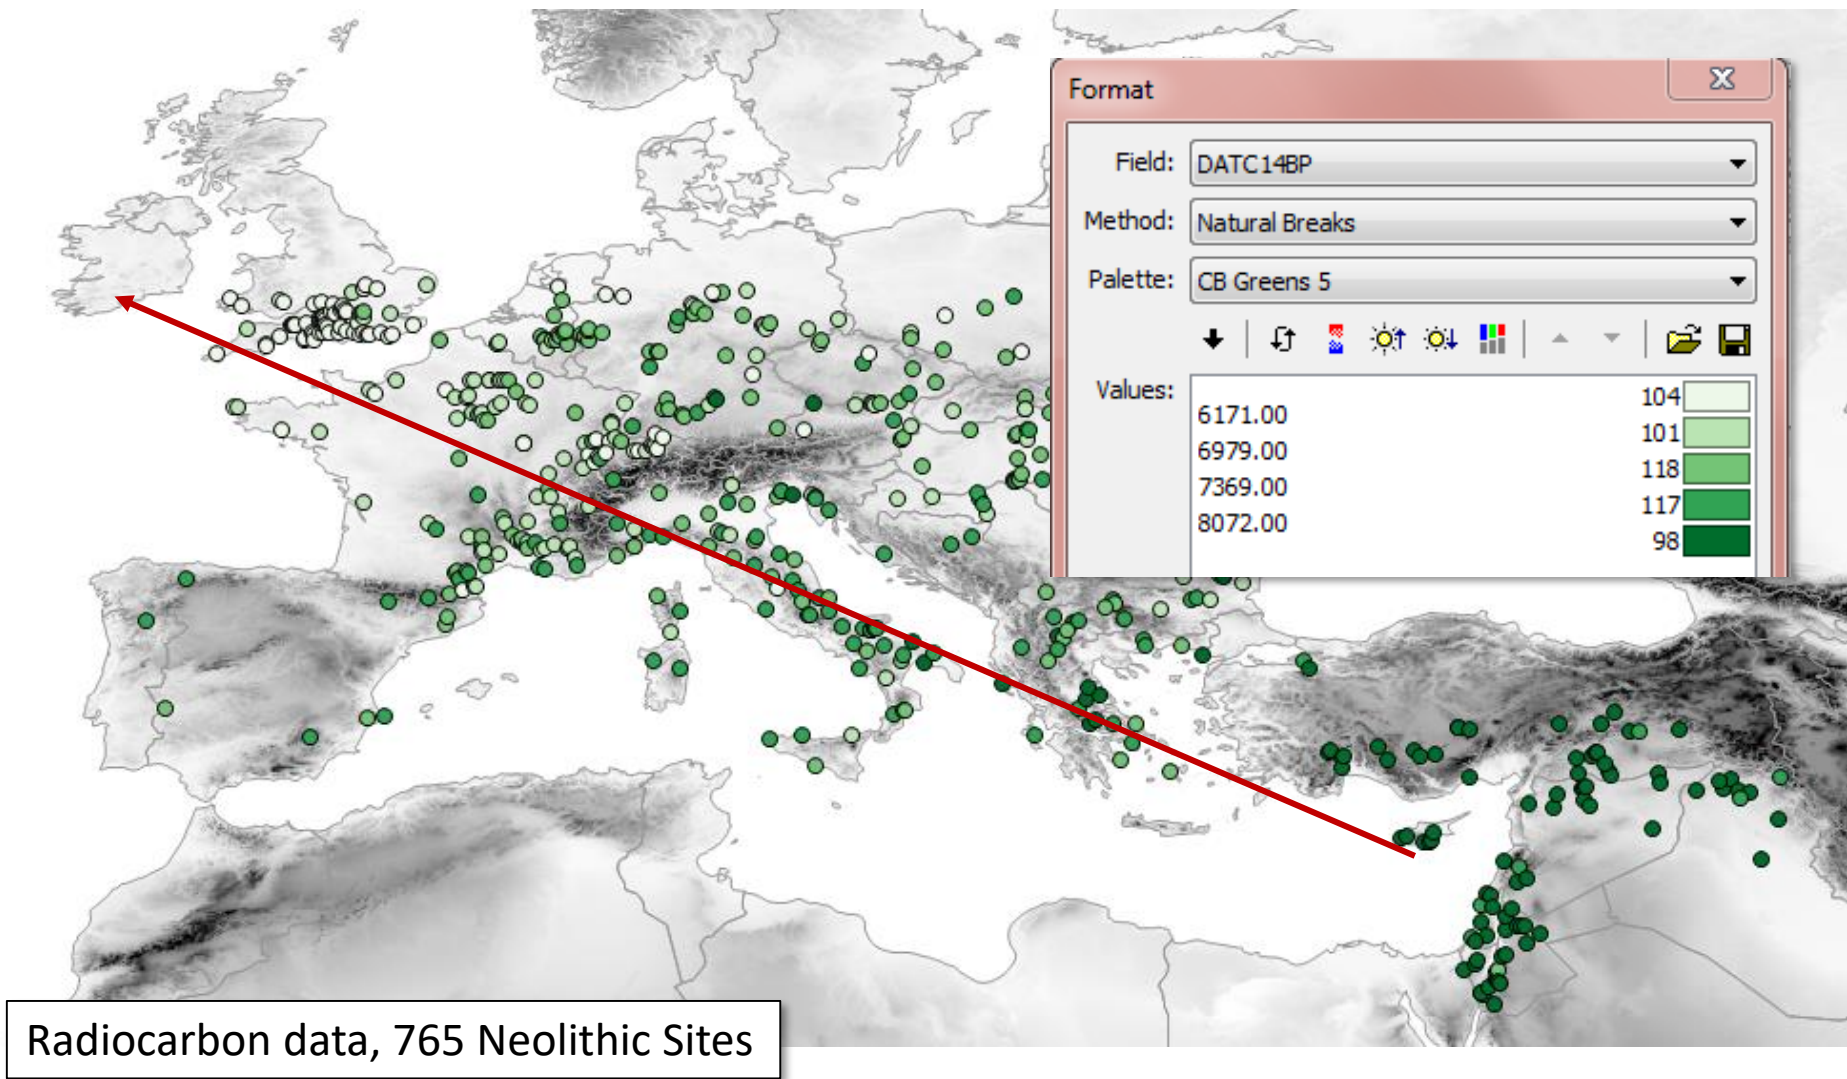 Format
Field: DATC14BP
Method: Natural Breaks
Palette: CB Greens 5
Values:
104
6171.00
101
6979.00
118
7369.00
117
8072.00
98
Radiocarbon data, 765 Neolithic Sites